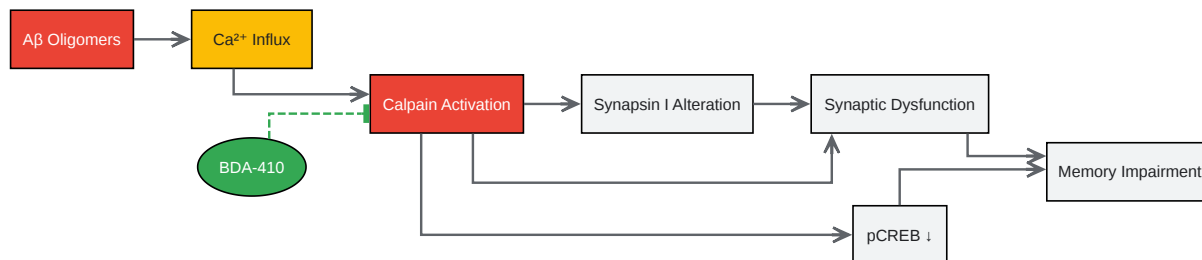 Aβ Oligomers
Ca²⁺ Influx
Calpain Activation
Synapsin I Alteration
Synaptic Dysfunction
BDA-410
Memory Impairment
pCREB ↓